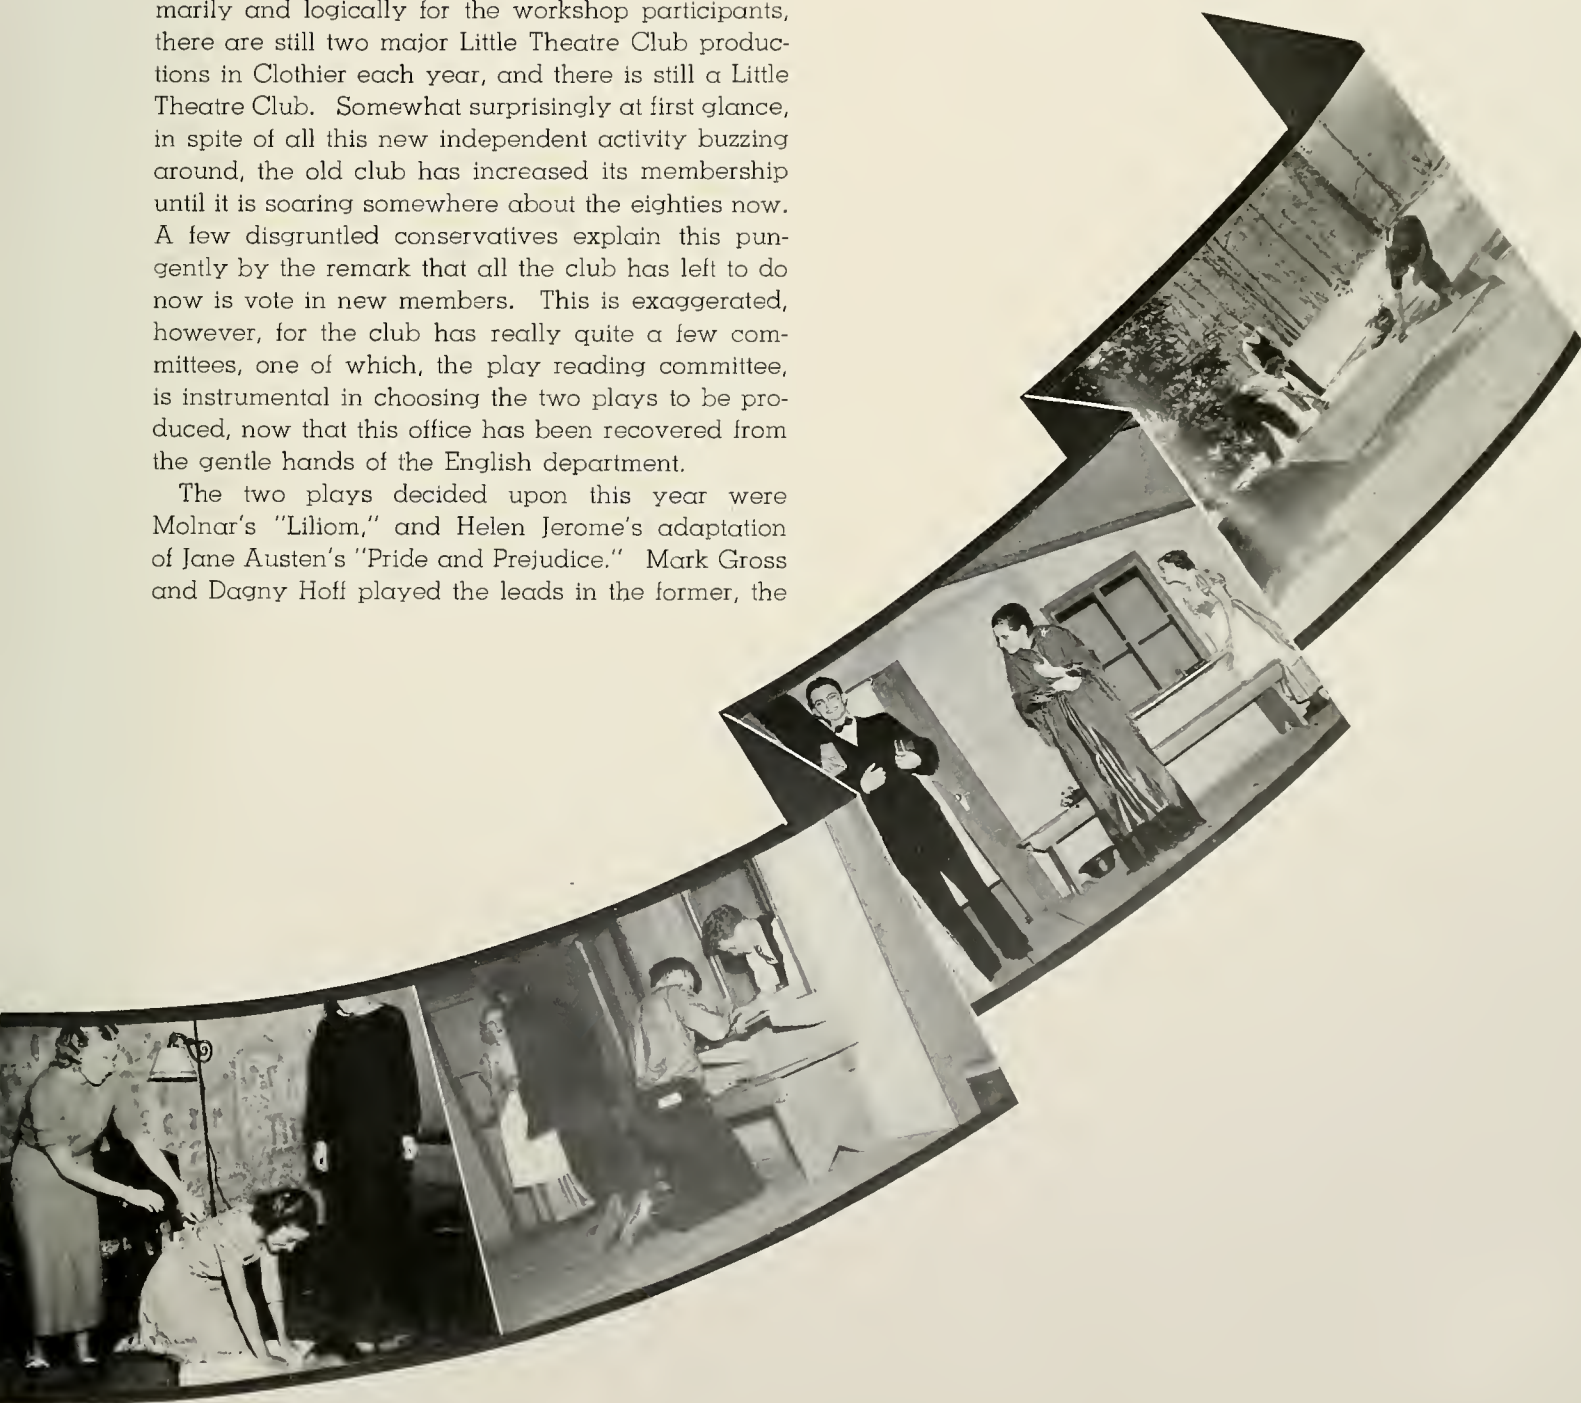 marily and logically for the workshop participants,
there are still two major Little Theatre Club produc-
tions in Clothier each year, and there is still a Little
Theatre Club. Somewhat surprisingly at first glance,
in spite of all this new independent activity buzzing
around, the old club has increased its membership
until it is soaring somewhere about the eighties now.
A few disgruntled conservatives explain this pun-
gently by the remark that all the club has left to do
now is vote in new members. This is exaggerated,
however, for the club has really quite a few com-
mittees, one of which, the play reading committee,
is instrumental in choosing the two plays to be pro-
duced, now that this office has been recovered from
the gentle hands of the English department.
The two plays decided upon this year were
Molnar's "Liliom," and Helen Jerome's adaptation
of Jane Austen's "Pride and Prejudice." Mark Gross
and Dagny Hoff played the leads in the former, the